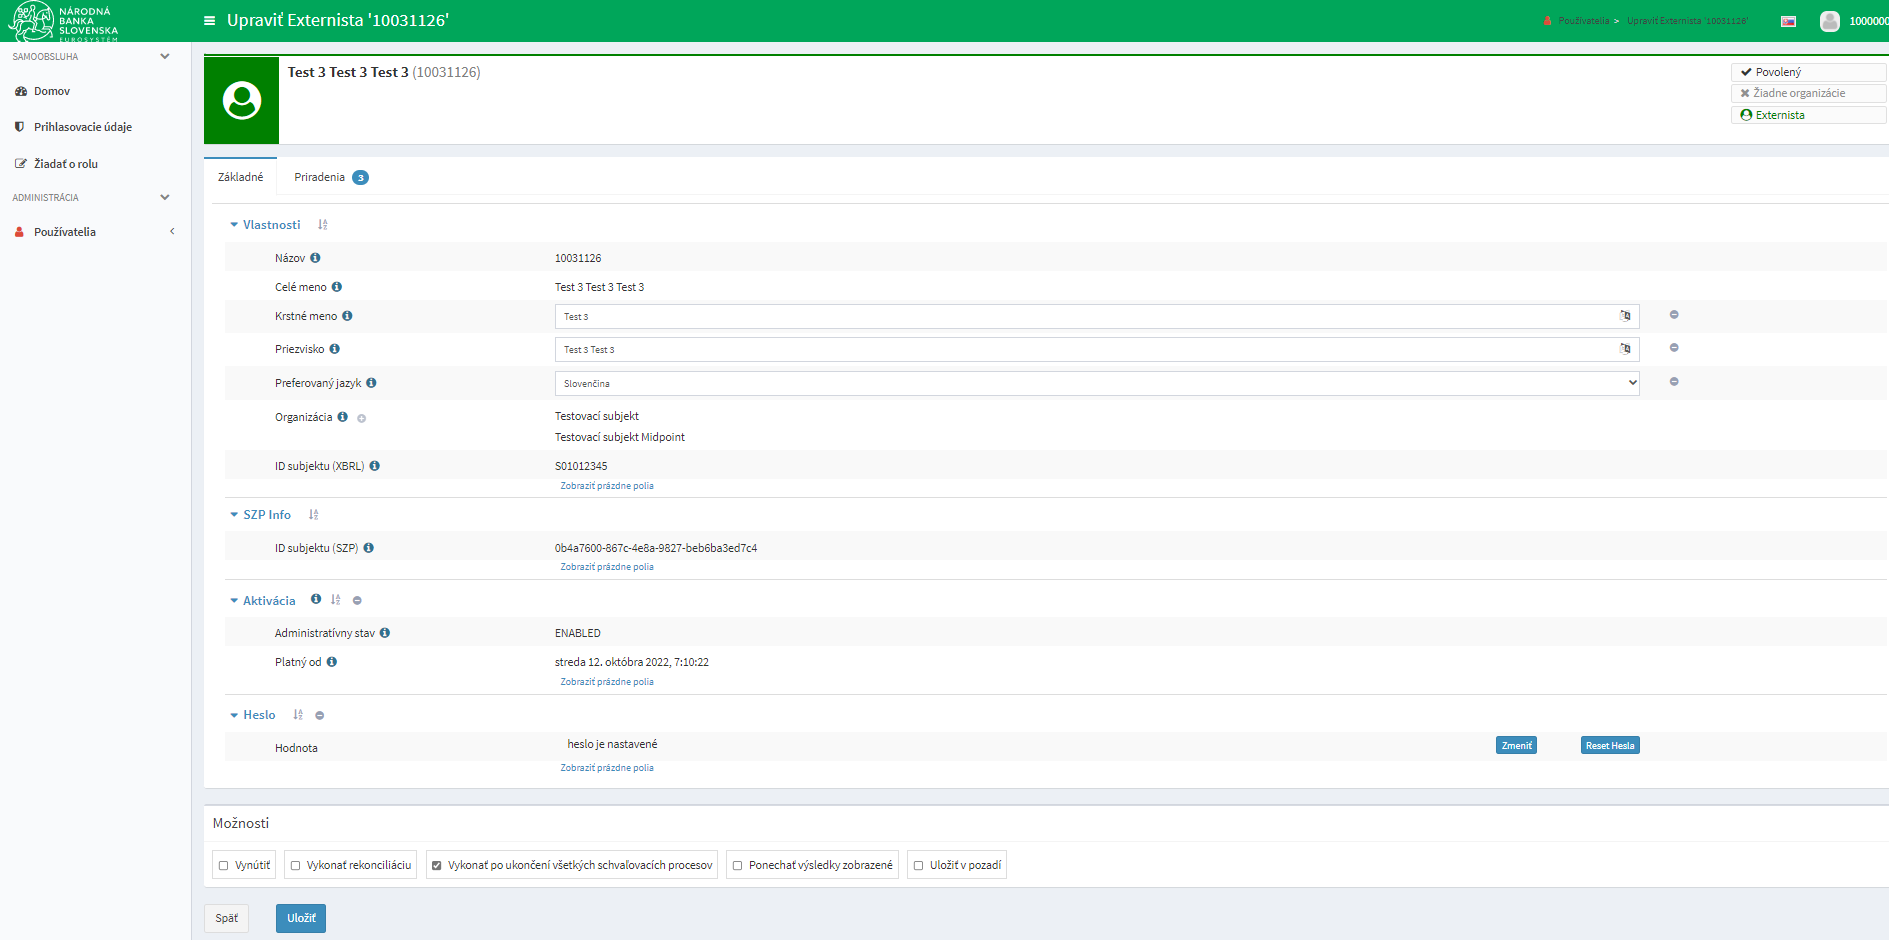 NÁRODNÁ
BANKA
SLOVENSKA
EUROSYSTÉM
Upraviť Externista '10031126'
Používatelia > Upraviť Externista '10031126'
1000000
SAMOOBSLUHA
Domov
Prihlasovacie údaje
Žiadať o rolu
ADMINISTRÁCIA
Používatelia
Test 3 Test 3 Test 3 (10031126)
Povolený
Žiadne organizácie
Externista
Základné
Priradenia 3
Vlastnosti
Názov 10031126
Celé meno Test 3 Test 3 Test 3
Krstné meno Test 3
Priezvisko Test 3 Test 3
Preferovaný jazyk Slovenčina
Organizácia Testovací subjekt
Testovací subjekt Midpoint
ID subjektu (XBRL) S01012345
Zobraziť prázdne polia
SZP Info
ID subjektu (SZP) 0b4a7600-867c-4e8a-9827-beb6ba3ed7c4
Zobraziť prázdne polia
Aktivácia
Administratívny stav ENABLED
Platný od streda 12. októbra 2022, 7:10:22
Zobraziť prázdne polia
Heslo
Hodnota heslo je nastavené Zmeniť Reset Hesla
Zobraziť prázdne polia
Možnosti
Vynútiť Vykonať rekonciliáciu Vykonať po ukončení všetkých schvaľovacích procesov Ponechať výsledky zobrazené Uložiť v pozadí
Späť Uložiť